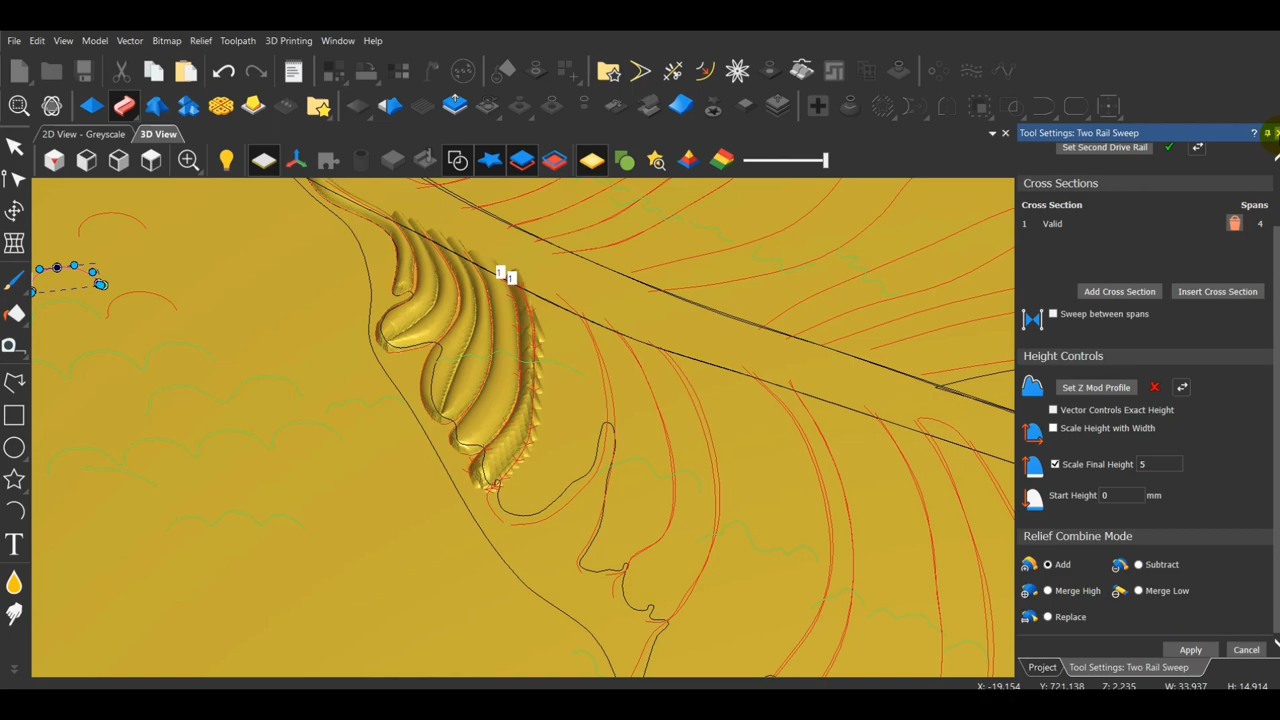 File Edit View Model Vector Bitmap Relief Toolpath 3D Printing Window Help
2D View - Greyscale 3D View
Tool Settings: Two Rail Sweep ?
Set Second Drive Rail
Cross Sections
Cross Section Spans
1 Valid 4
Add Cross Section Insert Cross Section
Sweep between spans
Height Controls
Set Z Mod Profile
Vector Controls Exact Height
Scale Height with Width
Scale Final Height 5
Start Height 0 mm
Relief Combine Mode
Add Subtract
Merge High Merge Low
Replace
Apply Cancel
Project Tool Settings: Two Rail Sweep
X: -19.154 Y: 721.138 Z: 2.235 W: 33.937 H: 14.914
1
1